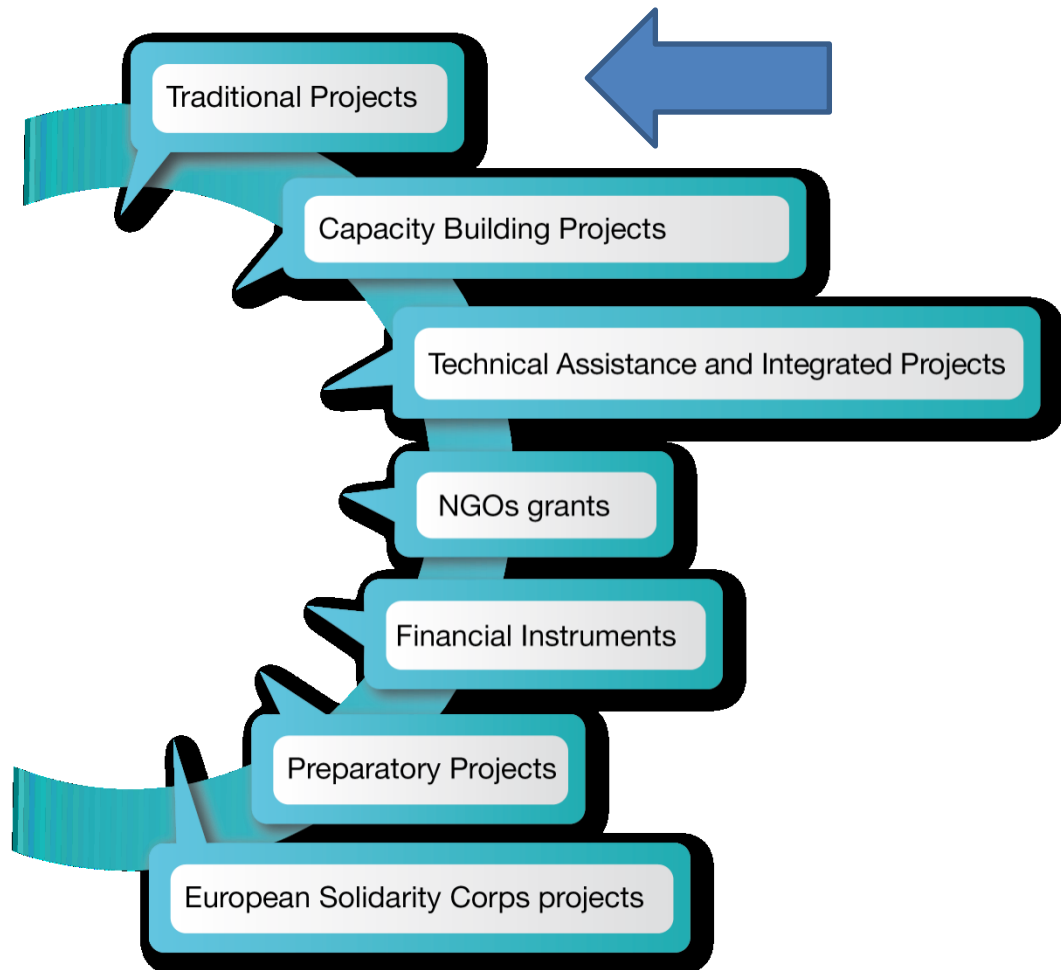 Traditional Projects
Capacity Building Projects
Technical Assistance and Integrated Projects
NGOs grants
Financial Instruments
Preparatory Projects
European Solidarity Corps projects